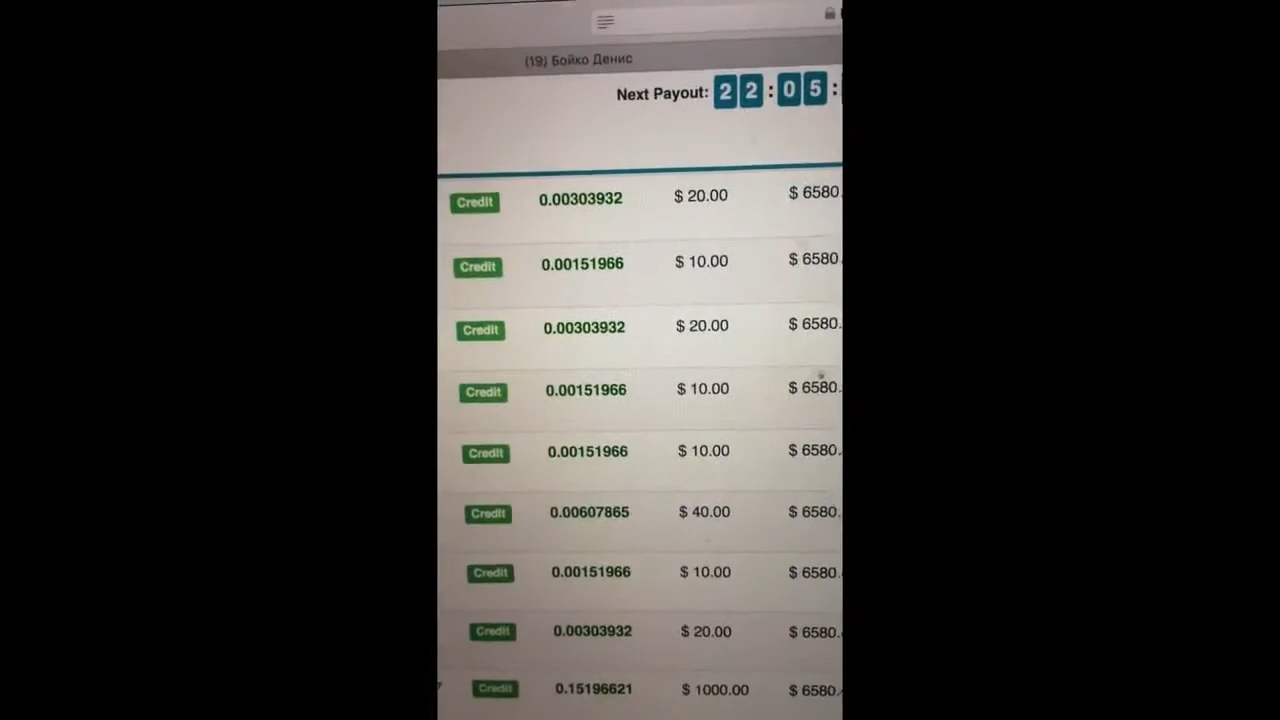 (19) Бойко Денис
Next Payout: 22:05:
Credit 0.00303932 $ 20.00 $ 6580.
Credit 0.00151966 $ 10.00 $ 6580.
Credit 0.00303932 $ 20.00 $ 6580.
Credit 0.00151966 $ 10.00 $ 6580.
Credit 0.00151966 $ 10.00 $ 6580.
Credit 0.00607865 $ 40.00 $ 6580.
Credit 0.00151966 $ 10.00 $ 6580.
Credit 0.00303932 $ 20.00 $ 6580.
Credit 0.15196621 $ 1000.00 $ 6580.